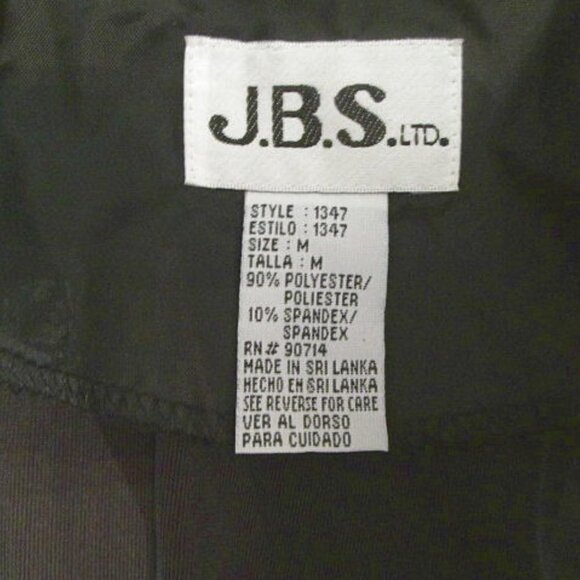 J.B.S. LTD.
STYLE : 1347
ESTILO : 1347
SIZE : M
TALLA : M
90% POLYESTER/
POLIESTER
10% SPANDEX/
SPANDEX
RN# 90714
MADE IN SRI LANKA
HECHO EN SRI LANKA
SEE REVERSE FOR CARE
VER AL DORSO
PARA CUIDADO